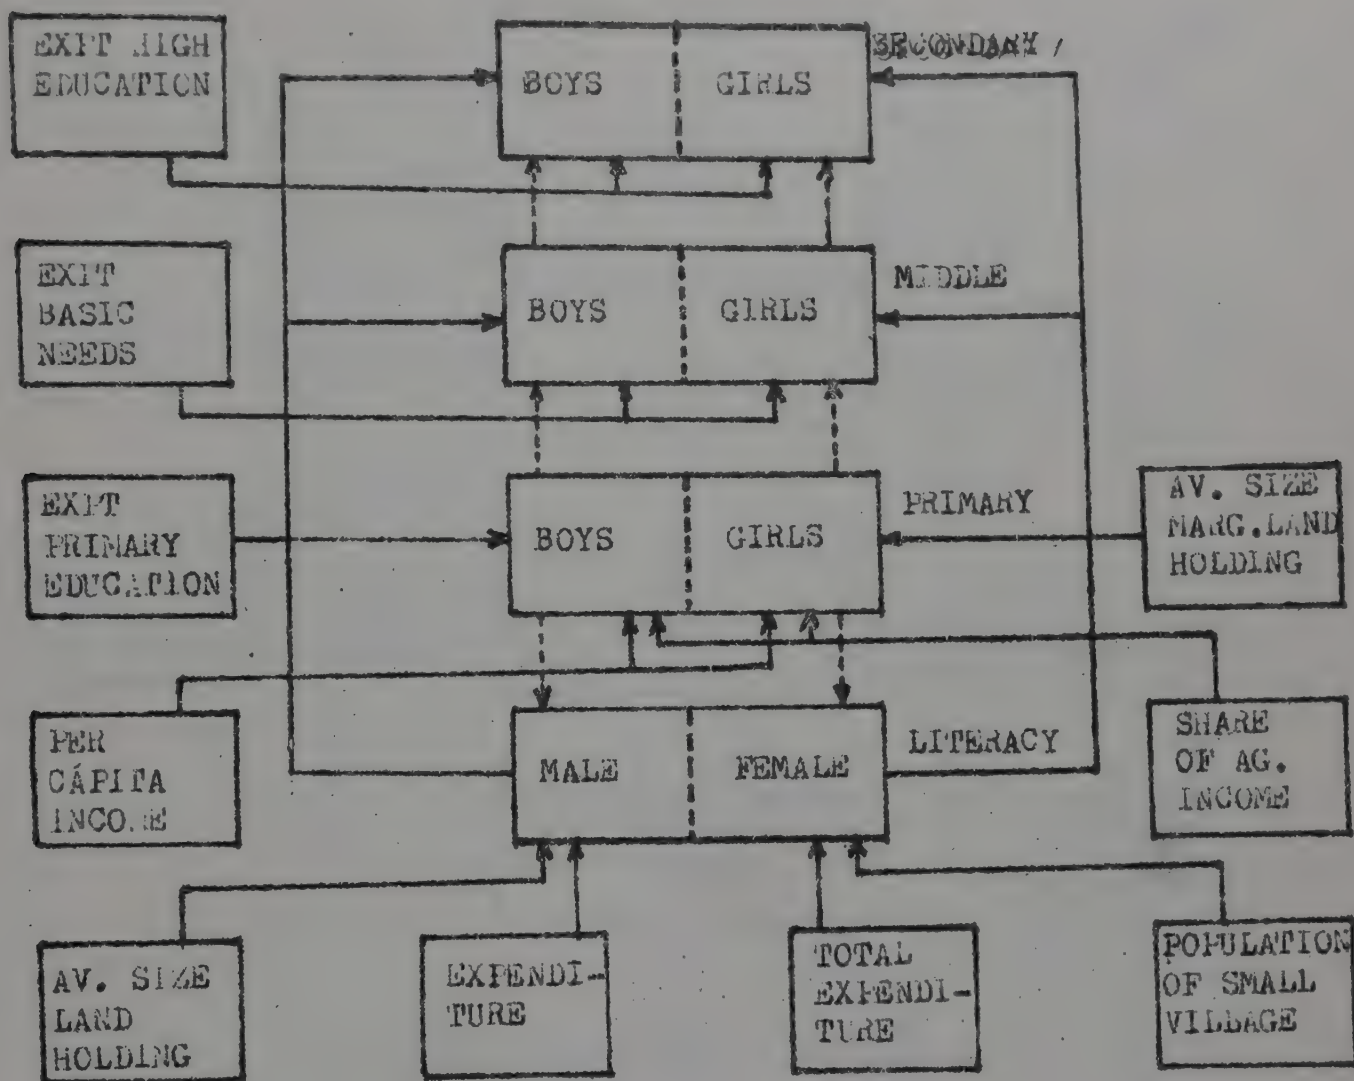 EXIT HIGH
EDUCATION
BOYS
GIRLS
SECONDARY
EXIT
BASIC
NEEDS
BOYS
GIRLS
MIDDLE
EXIT
PRIMARY
EDUCATION
BOYS
GIRLS
PRIMARY
AV. SIZE
MARG.LAND
HOLDING
PER
CÁPITA
INCOME
MALE
FEMALE
LITERACY
SHARE
OF AG.
INCOME
AV. SIZE
LAND
HOLDING
EXPENDI-
TURE
TOTAL
EXPENDI-
TURE
POPULATION
OF SMALL
VILLAGE